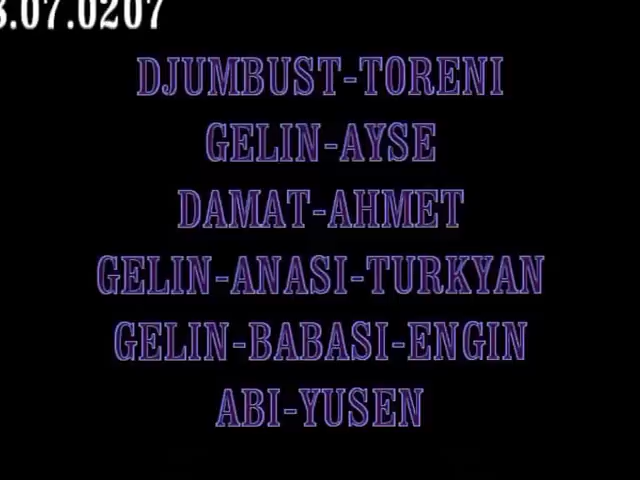 3.07.0207
DJUMBUST-TORENI
GELIN-AYSE
DAMAT-AHMET
GELIN-ANASI-TURKYAN
GELIN-BABASI-ENGIN
ABI-YUSEN